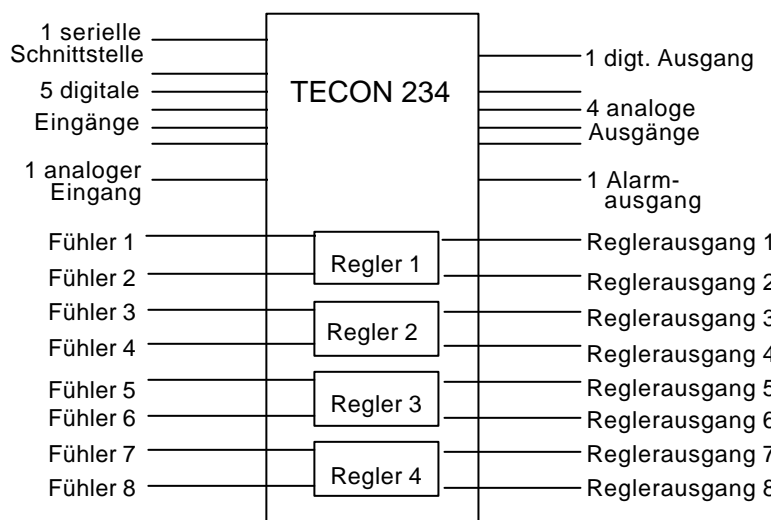 1 serielle
Schnittstelle
5 digitale
Eingänge
1 analoger
Eingang
TECON 234
1 digt. Ausgang
4 analoge
Ausgänge
1 Alarm-
ausgang
Fühler 1
Fühler 2
Regler 1
Reglerausgang 1
Reglerausgang 2
Fühler 3
Fühler 4
Regler 2
Reglerausgang 3
Reglerausgang 4
Fühler 5
Fühler 6
Regler 3
Reglerausgang 5
Reglerausgang 6
Fühler 7
Fühler 8
Regler 4
Reglerausgang 7
Reglerausgang 8